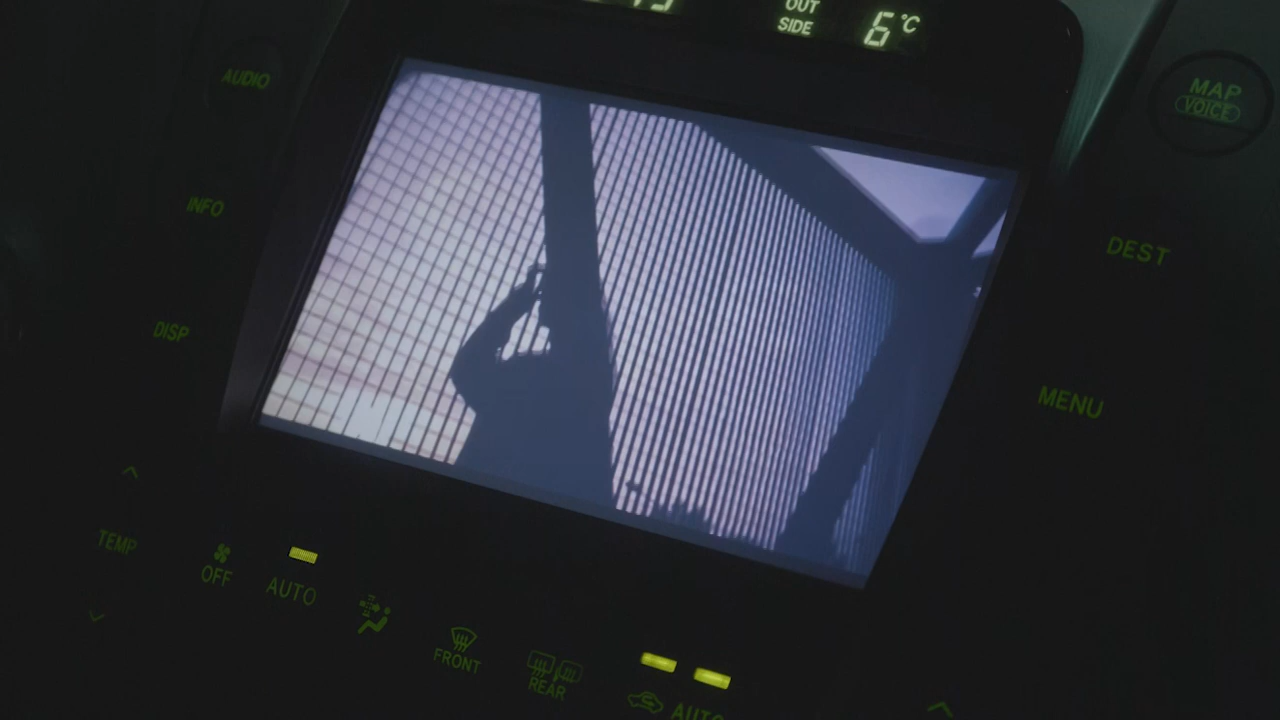 OUT
SIDE
6°C
AUDIO
MAP
VOICE
INFO
DEST
DISP
MENU
TEMP
OFF
AUTO
FRONT
REAR
AUTO